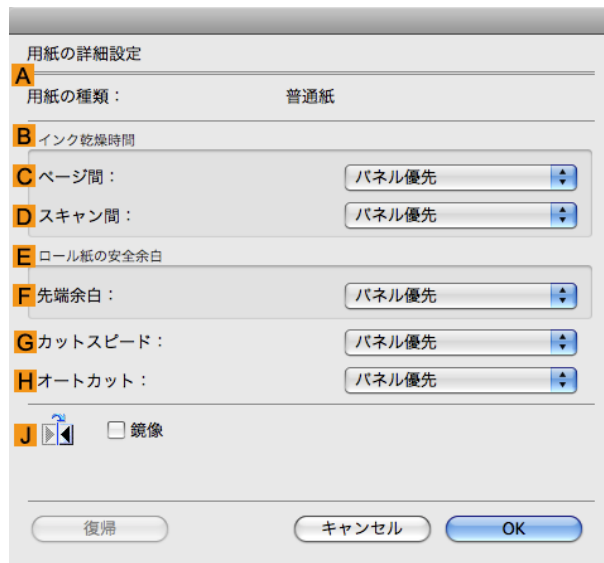 用紙の詳細設定
A
用紙の種類： 普通紙
B インク乾燥時間
C ページ間： パネル優先
D スキャン間： パネル優先
E ロール紙の安全余白
F 先端余白： パネル優先
G カットスピード： パネル優先
H オートカット： パネル優先
J 鏡像
復帰 キャンセル OK